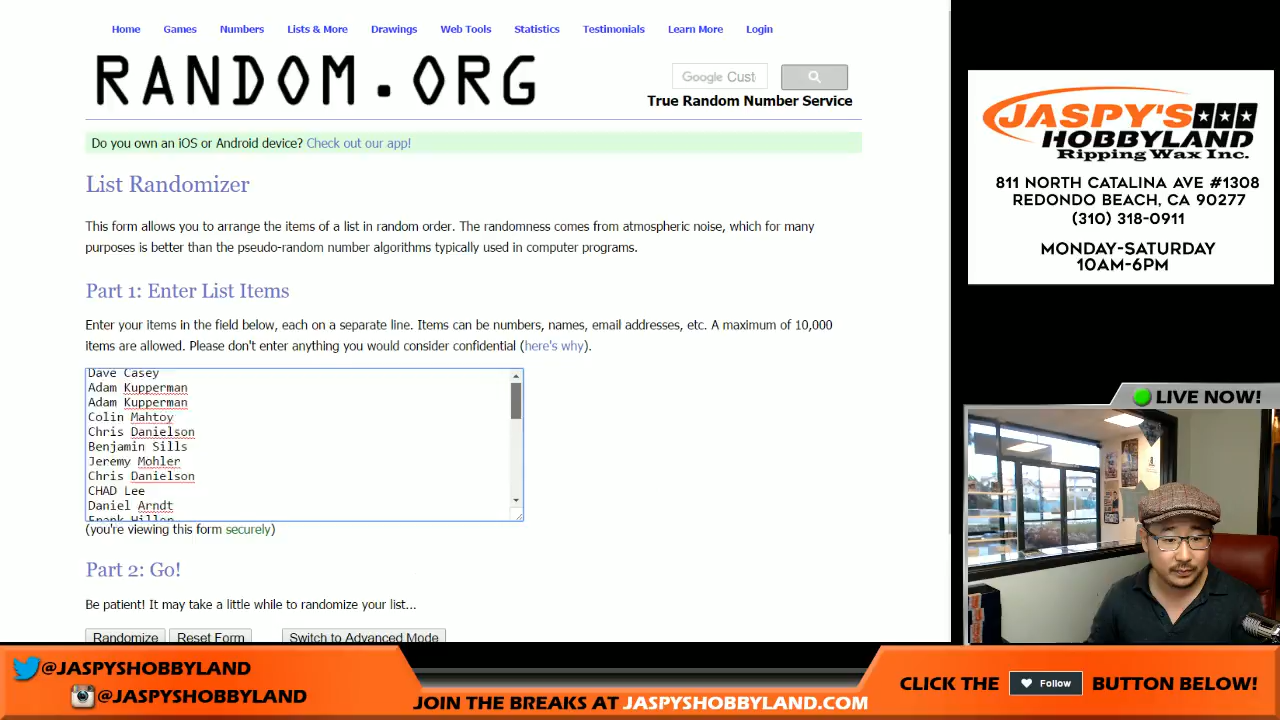 Home Games Numbers Lists & More Drawings Web Tools Statistics Testimonials Learn More Login
RANDOM.ORG
Google Cust
True Random Number Service
Do you own an iOS or Android device? Check out our app!
List Randomizer
This form allows you to arrange the items of a list in random order. The randomness comes from atmospheric noise, which for many
purposes is better than the pseudo-random number algorithms typically used in computer programs.
Part 1: Enter List Items
Enter your items in the field below, each on a separate line. Items can be numbers, names, email addresses, etc. A maximum of 10,000
items are allowed. Please don't enter anything you would consider confidential (here's why).
Dave Casey
Adam Kupperman
Adam Kupperman
Colin Mahtoy
Chris Danielson
Benjamin Sills
Jeremy Mohler
Chris Danielson
CHAD Lee
Daniel Arndt
(you're viewing this form securely)
Part 2: Go!
Be patient! It may take a little while to randomize your list...
Randomize Reset Form Switch to Advanced Mode
JASPY'S
HOBBYLAND
Ripping Wax Inc.
811 NORTH CATALINA AVE #1308
REDONDO BEACH, CA 90277
(310) 318-0911
MONDAY-SATURDAY
10AM-6PM
LIVE NOW!
@JASPYSHOBBYLAND
@JASPYSHOBBYLAND
JOIN THE BREAKS AT JASPYSHOBBYLAND.COM
CLICK THE Follow BUTTON BELOW!